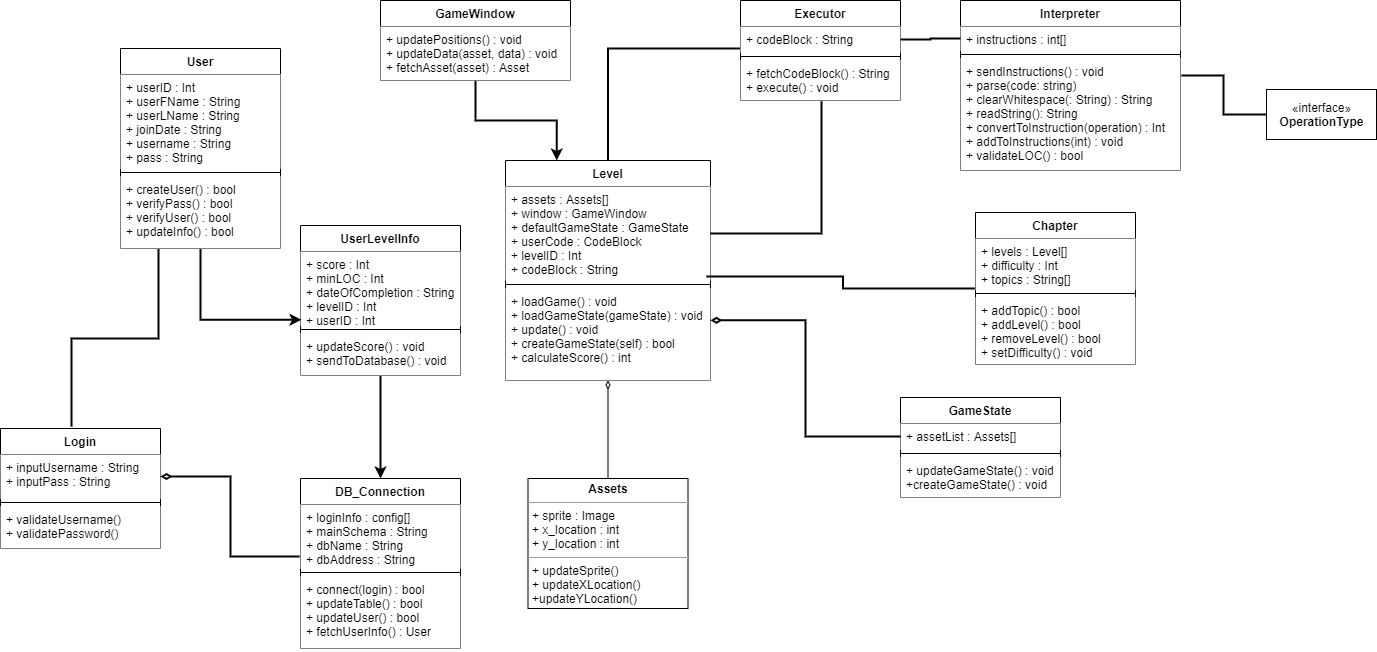 GameWindow
+ updatePositions() : void
+ updateData(asset, data) : void
+ fetchAsset(asset) : Asset
Executor
+ codeBlock : String
+ fetchCodeBlock() : String
+ execute() : void
Interpreter
+ instructions : int[]
+ sendInstructions() : void
+ parse(code: string)
+ clearWhitespace(: String) : String
+ readString(): String
+ convertToInstruction(operation) : Int
+ addToInstructions(int) : void
+ validateLOC() : bool
«interface»
OperationType
User
+ userID : Int
+ userFName : String
+ userLName : String
+ joinDate : String
+ username : String
+ pass : String
+ createUser() : bool
+ verifyPass() : bool
+ verifyUser() : bool
+ updateInfo() : bool
UserLevelInfo
+ score : Int
+ minLOC : Int
+ dateOfCompletion : String
+ levelID : Int
+ userID : Int
+ updateScore() : void
+ sendToDatabase() : void
Level
+ assets : Assets[]
+ window : GameWindow
+ defaultGameState : GameState
+ userCode : CodeBlock
+ levelID : Int
+ codeBlock : String
+ loadGame() : void
+ loadGameState(gameState) : void
+ update() : void
+ createGameState(self) : bool
+ calculateScore() : int
Chapter
+ levels : Level[]
+ difficulty : Int
+ topics : String[]
+ addTopic() : bool
+ addLevel() : bool
+ removeLevel() : bool
+ setDifficulty() : void
GameState
+ assetList : Assets[]
+ updateGameState() : void
+createGameState() : void
Login
+ inputUsername : String
+ inputPass : String
+ validateUsername()
+ validatePassword()
DB_Connection
+ loginInfo : config[]
+ mainSchema : String
+ dbName : String
+ dbAddress : String
+ connect(login) : bool
+ updateTable() : bool
+ updateUser() : bool
+ fetchUserInfo() : User
Assets
+ sprite : Image
+ x_location : int
+ y_location : int
+ updateSprite()
+ updateXLocation()
+updateYLocation()